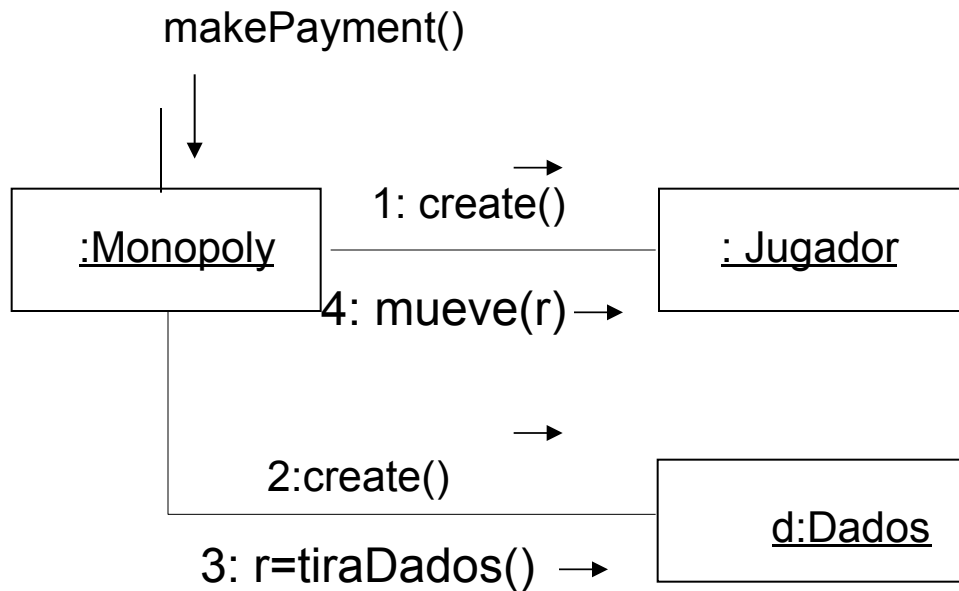 makePayment()
1: create()
:Monopoly
: Jugador
4: mueve(r)
2:create()
d:Dados
3: r=tiraDados()